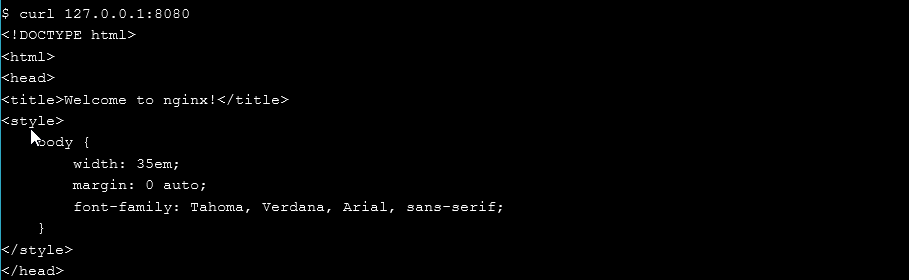 $ curl 127.0.0.1:8080
<!DOCTYPE html>
<html>
<head>
<title>Welcome to nginx!</title>
<style>
    body {
        width: 35em;
        margin: 0 auto;
        font-family: Tahoma, Verdana, Arial, sans-serif;
    }
</style>
</head>